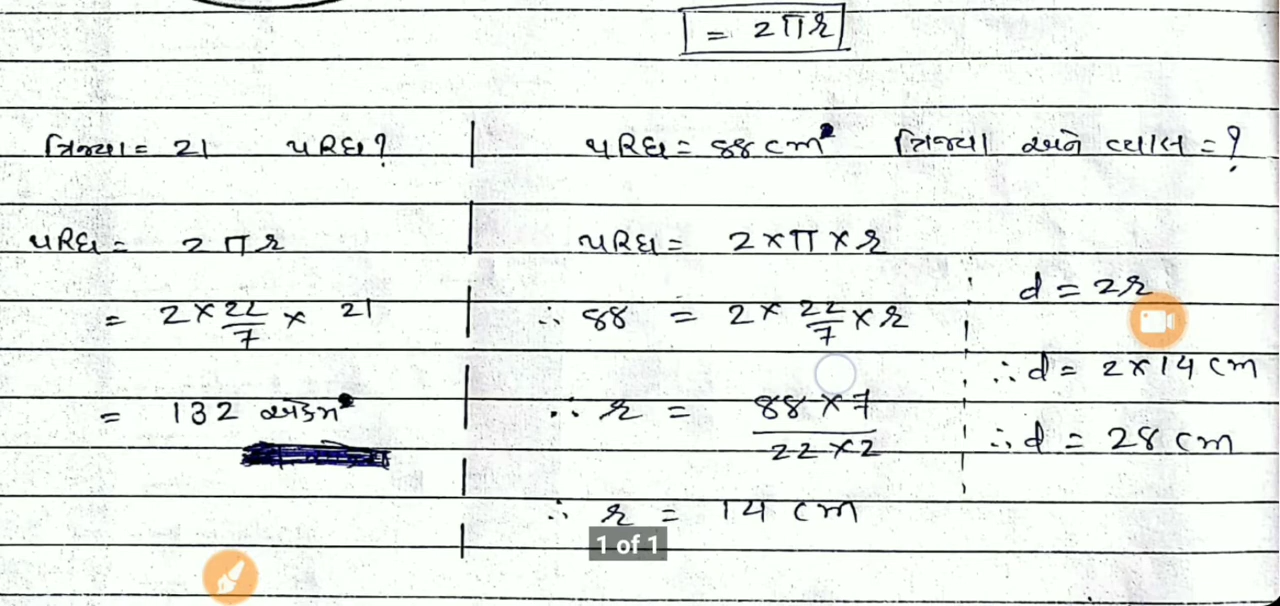 = 2πr
ત્રિજ્યા = 21 પરિઘ?
પરિઘ = 2πr
= 2 × 22/7 × 21
= 132 એકમ
પરિઘ = 88 cm ત્રિજ્યા અને વ્યાસ = ?
પરિઘ = 2 × π × r
∴ 88 = 2 × 22/7 × r
∴ r = 88 × 7 / 22 × 2
∴ r = 14 cm
d = 2r
∴ d = 2 × 14 cm
∴ d = 28 cm
1 of 1